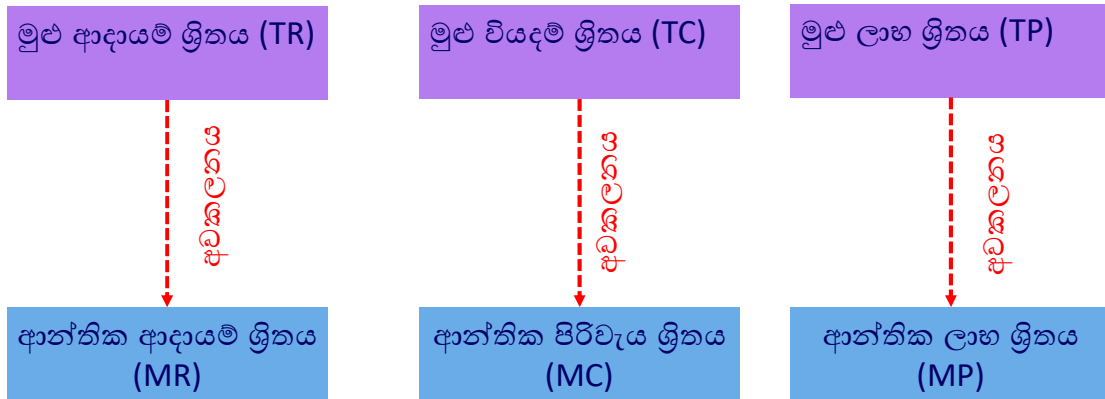 මුළු ආදායම් ශ්‍රිතය (TR)
මුළු වියදම් ශ්‍රිතය (TC)
මුළු ලාභ ශ්‍රිතය (TP)
අවකලනය
අවකලනය
අවකලනය
ආන්තික ආදායම් ශ්‍රිතය
(MR)
ආන්තික පිරිවැය ශ්‍රිතය
(MC)
ආන්තික ලාභ ශ්‍රිතය
(MP)